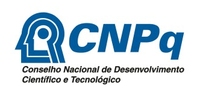 CNPq
Conselho Nacional de Desenvolvimento
Científico e Tecnológico